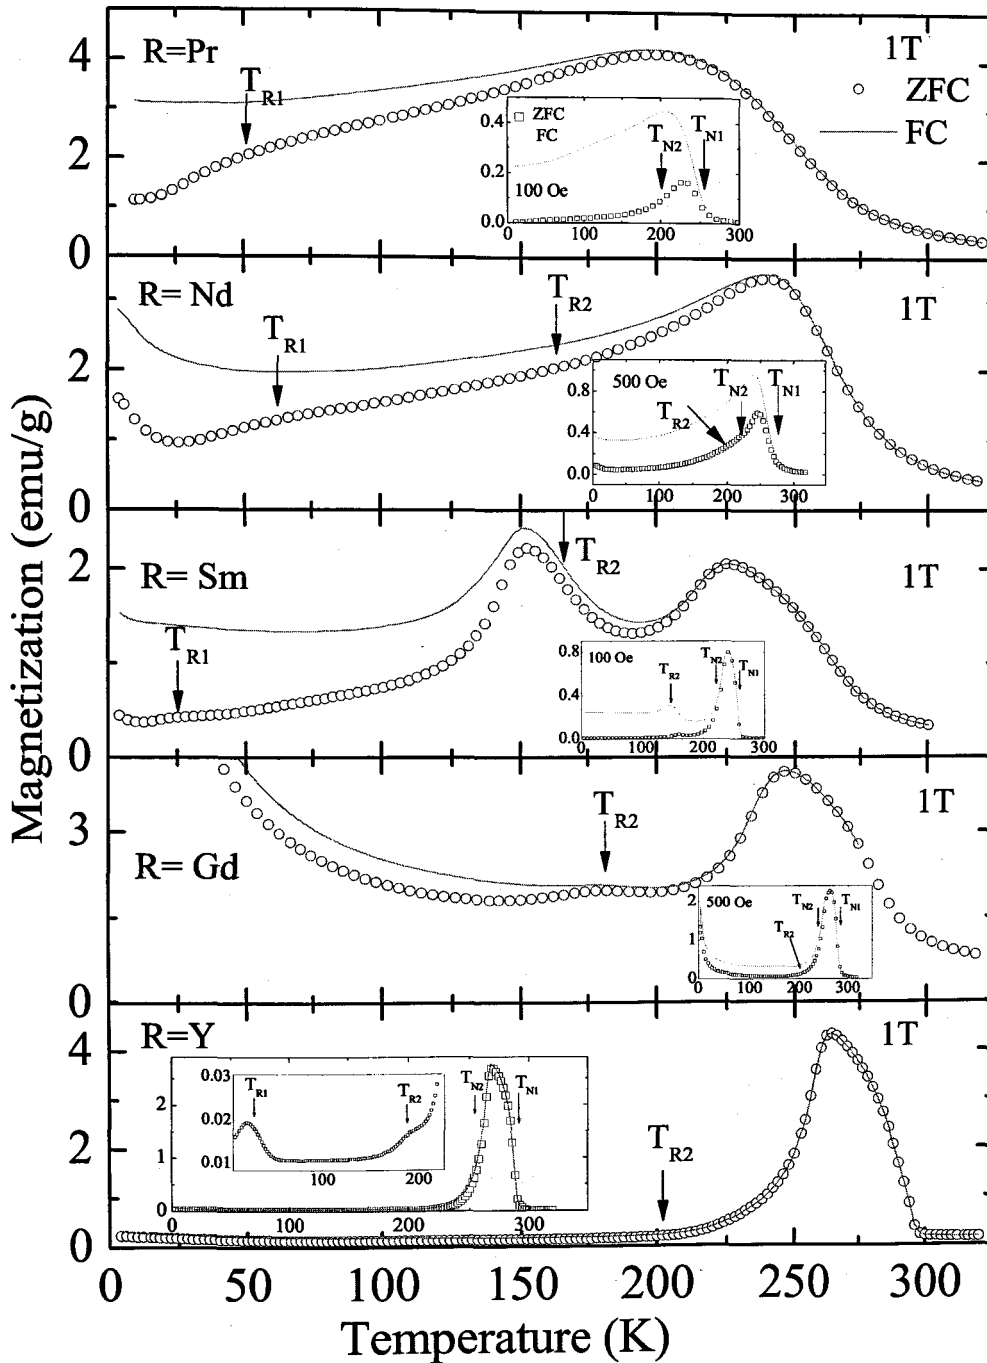 Magnetization (emu/g)
R=Pr
1T
ZFC
FC
T_R1
4
2
0
ZFC
FC
100 Oe
T_N2
T_N1
0.4
0.2
0.0
0 100 200 300
R= Nd
1T
T_R1
T_R2
2
0
500 Oe
T_R2
T_N2
T_N1
0.8
0.4
0.0
0 100 200 300
R= Sm
1T
T_R1
T_R2
2
0
100 Oe
T_R2
T_N2
T_N1
0.8
0.4
0.0
0 100 200 300
R= Gd
1T
T_R2
3
0
500 Oe
T_R2
T_N2
T_N1
2
1
0
0 100 200 300
R=Y
1T
T_R2
4
2
0
T_N2
T_N1
2
0
0 100 200 300
T_R1
T_R2
0.03
0.02
0.01
100 200
0 50 100 150 200 250 300
Temperature (K)